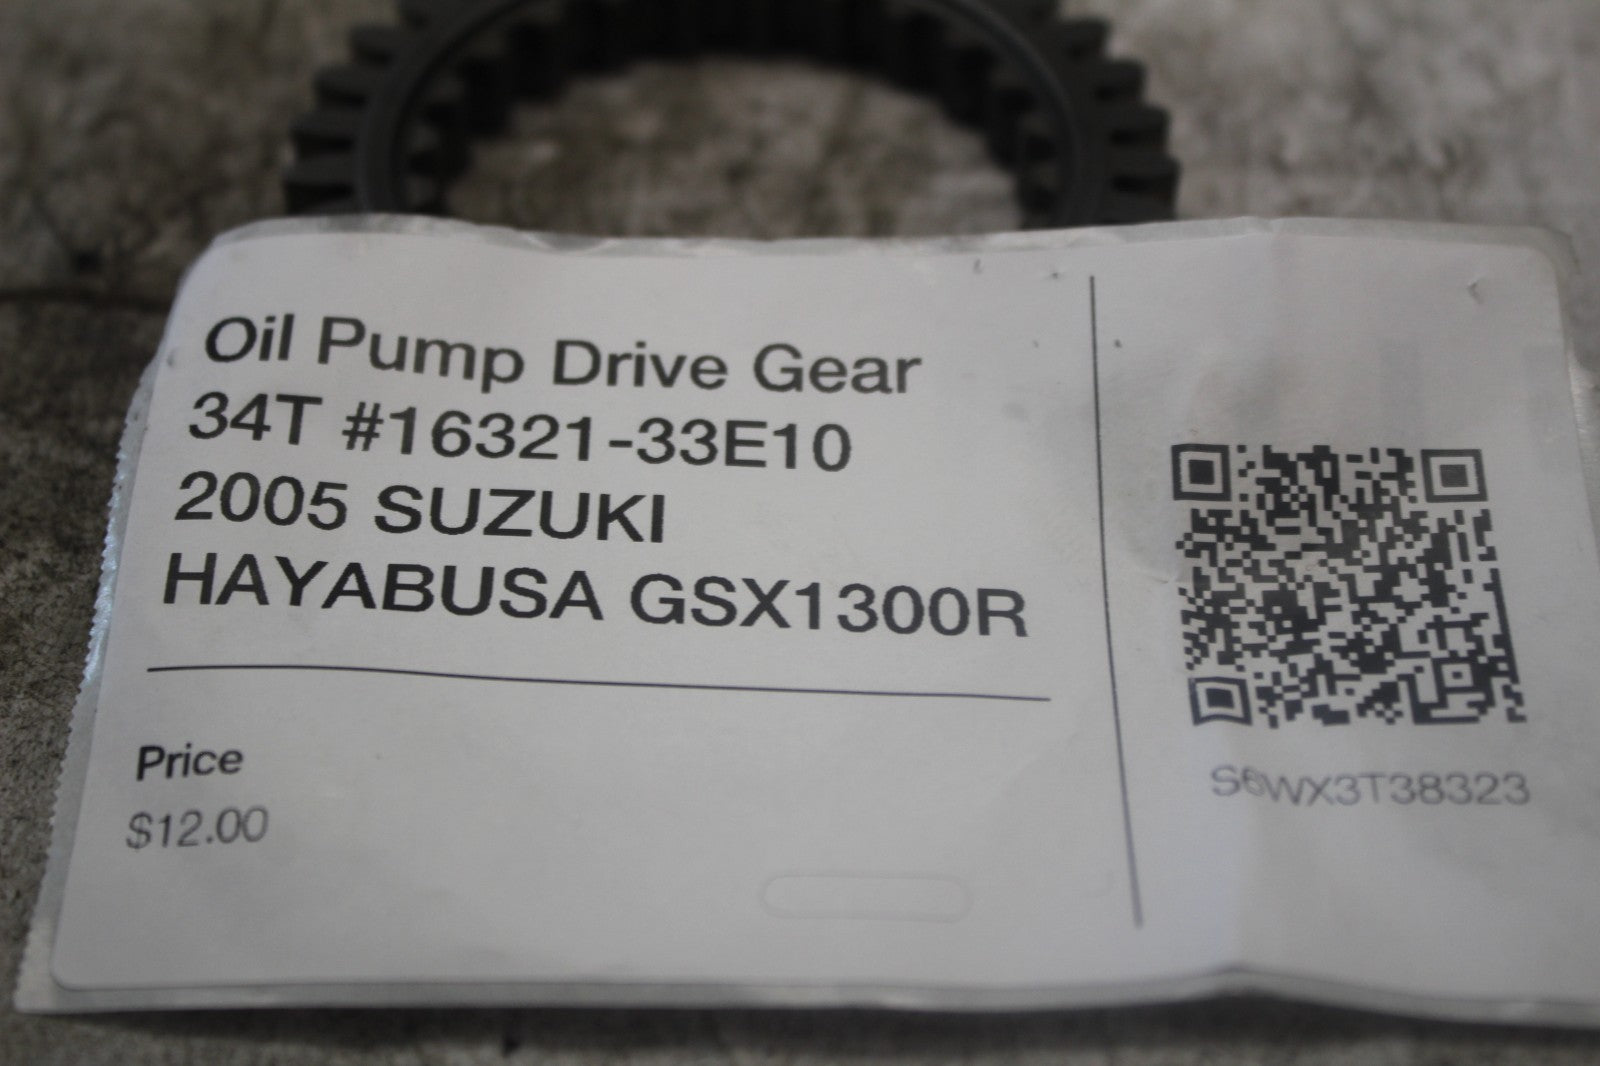 Oil Pump Drive Gear
34T #16321-33E10
2005 SUZUKI
HAYABUSA GSX1300R
Price
$12.00
S6WX3T38323